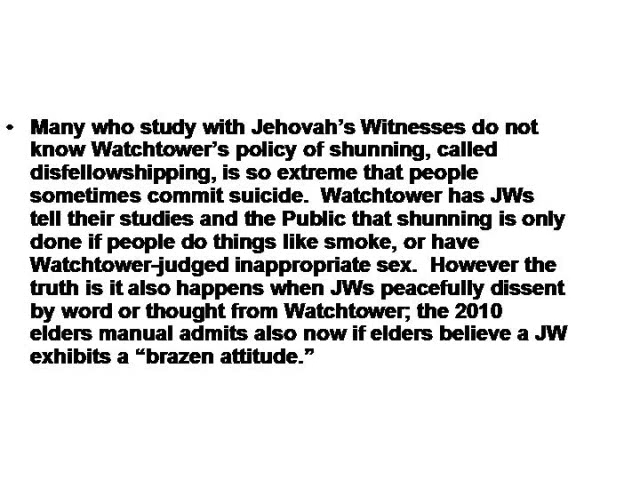 • Many who study with Jehovah's Witnesses do not
know Watchtower's policy of shunning, called
disfellowshipping, is so extreme that people
sometimes commit suicide.  Watchtower has JWs
tell their studies and the Public that shunning is only
done if people do things like smoke, or have
Watchtower-judged inappropriate sex.  However the
truth is it also happens when JWs peacefully dissent
by word or thought from Watchtower; the 2010
elders manual admits also now if elders believe a JW
exhibits a “brazen attitude.”